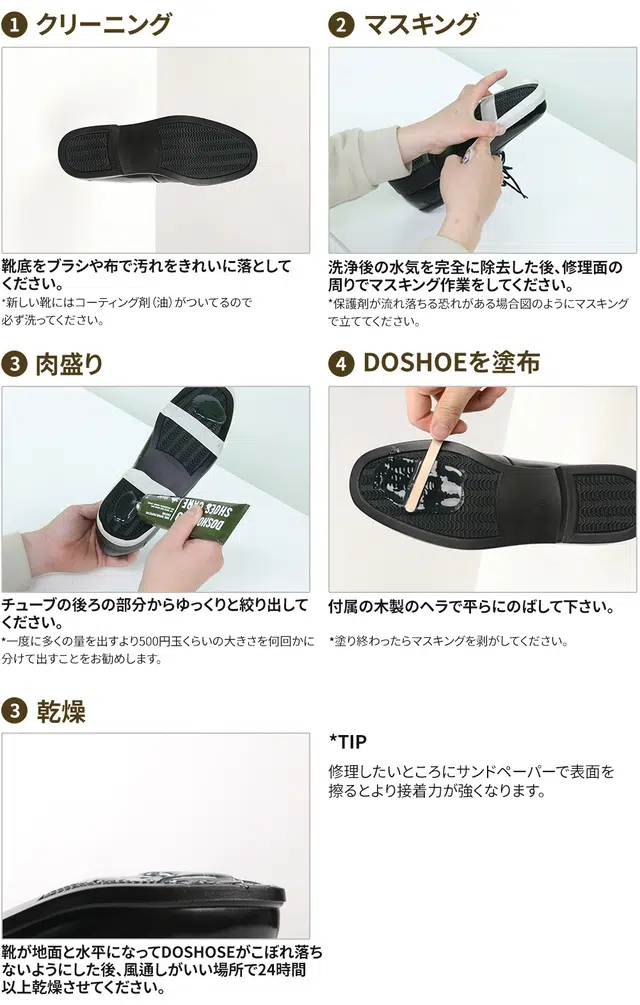 1 クリーニング
靴底をブラシや布で汚れをきれいに落として
ください。
*新しい靴にはコーティング剤（油）がついてるので
必ず洗ってください。
2 マスキング
洗浄後の水気を完全に除去した後、修理面の
周りでマスキング作業をしてください。
*保護剤が流れ落ちる恐れがある場合図のようにマスキング
で立ててください。
3 肉盛り
DOSHOE
SHOES CARE
チューブの後ろの部分からゆっくりと絞り出して
ください。
*一度に多くの量を出すより500円玉くらいの大きさを何回かに
分けて出すことをお勧めします。
4 DOSHOEを塗布
付属の木製のヘラで平らにのばして下さい。
*塗り終わったらマスキングを剥がしてください。
3 乾燥
靴が地面と水平になってDOSHOSEがこぼれ落ち
ないようにした後、風通しがいい場所で24時間
以上乾燥させてください。
*TIP
修理したいところにサンドペーパーで表面を
擦るとより接着力が強くなります。